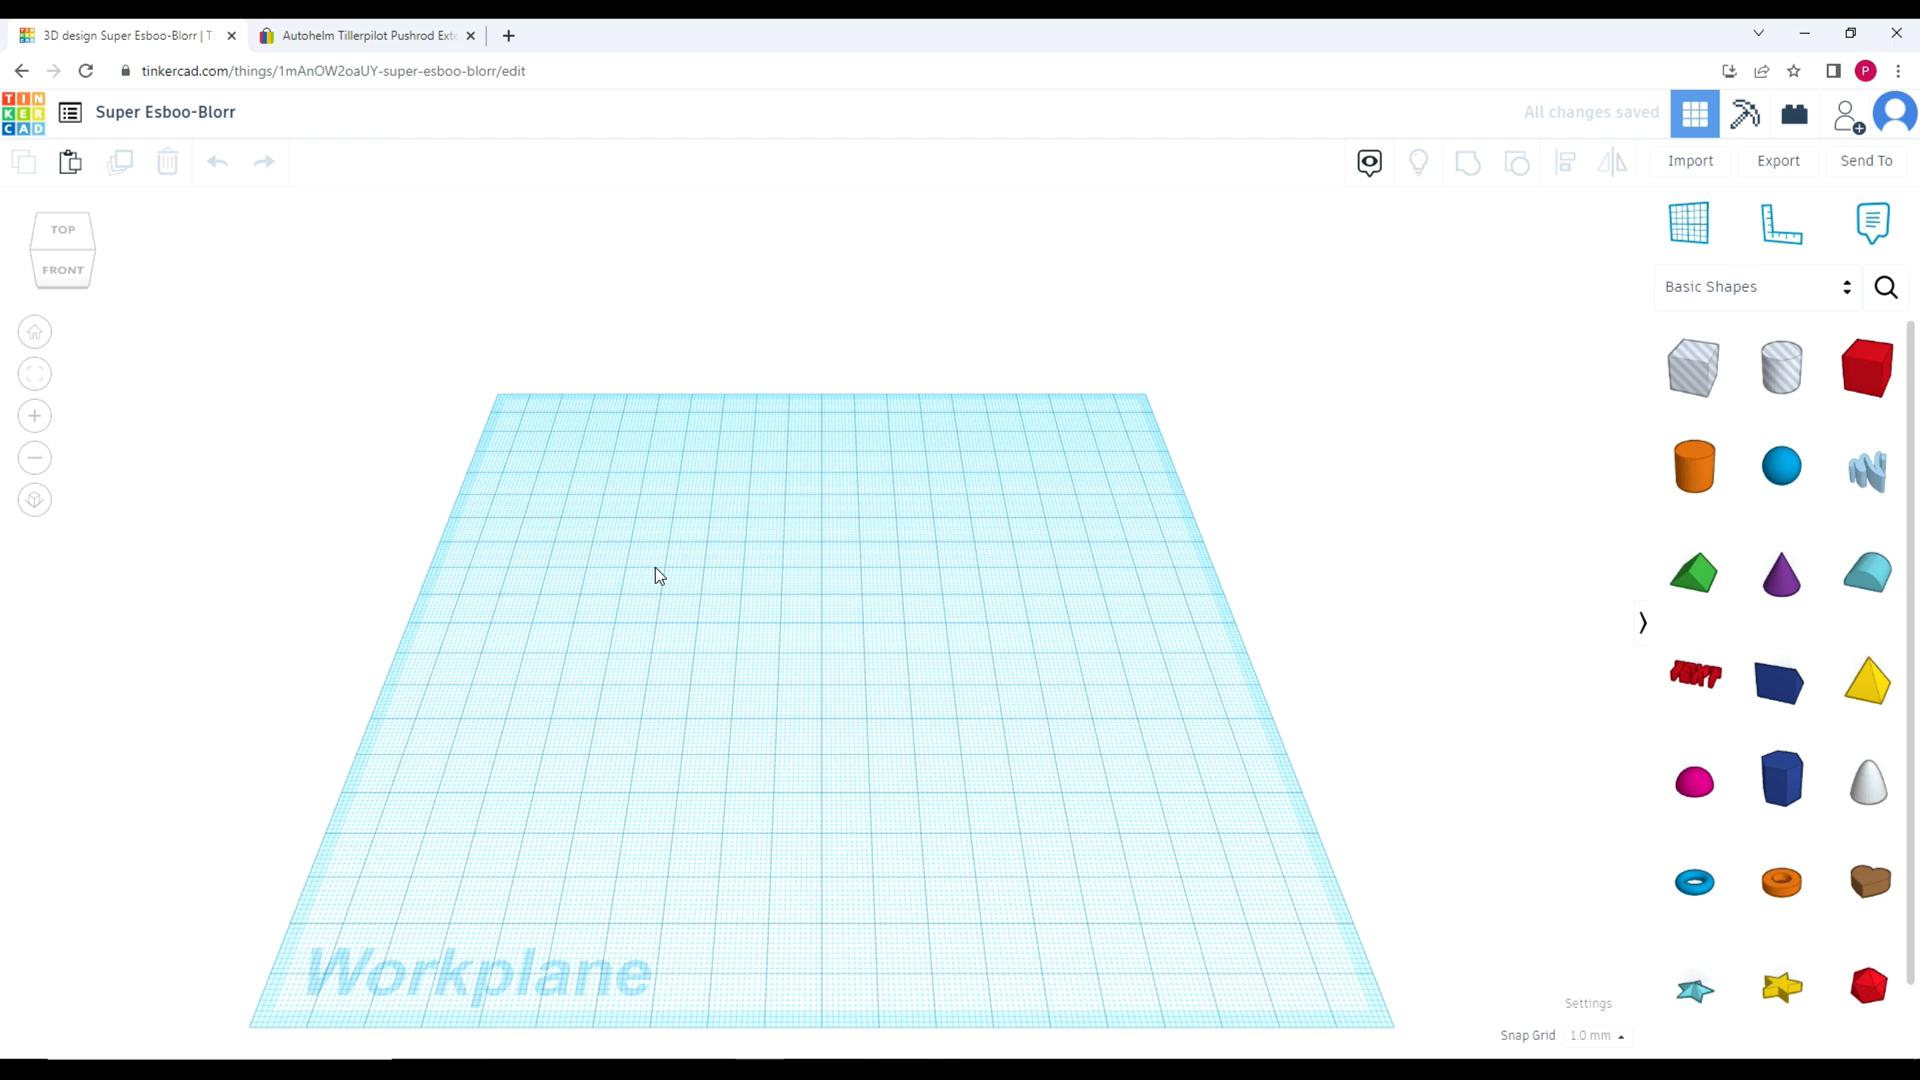 3D design Super Esboo-Blorr | T
Autohelm Tillerpilot Pushrod Exte
tinkercad.com/things/1mAnOW2oaUY-super-esboo-blorr/edit
P
TIN
KER
CAD
Super Esboo-Blorr
All changes saved
Import
Export
Send To
TOP
FRONT
Basic Shapes
TEXT
Workplane
Settings
Snap Grid 1.0 mm